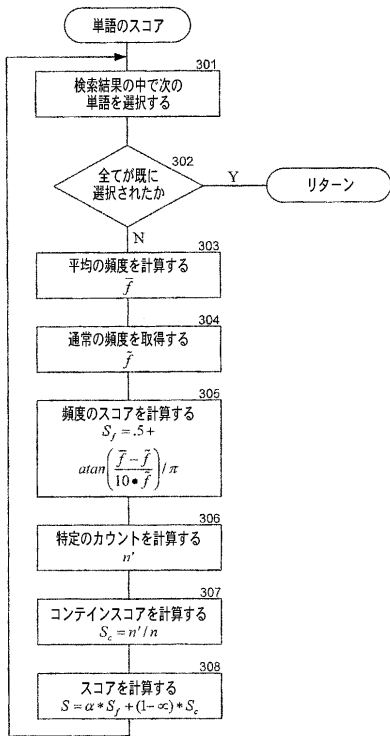 単語のスコア
301
検索結果の中で次の
単語を選択する
302
全てが既に
選択されたか
Y
リターン
N
303
平均の頻度を計算する
f̅
304
通常の頻度を取得する
f̃
305
頻度のスコアを計算する
S_f = .5 +
atan((f̅ − f̃)/(10 • f̃))/π
306
特定のカウントを計算する
n'
307
コンテインスコアを計算する
S_c = n'/n
308
スコアを計算する
S = α * S_f + (1-∝) * S_c